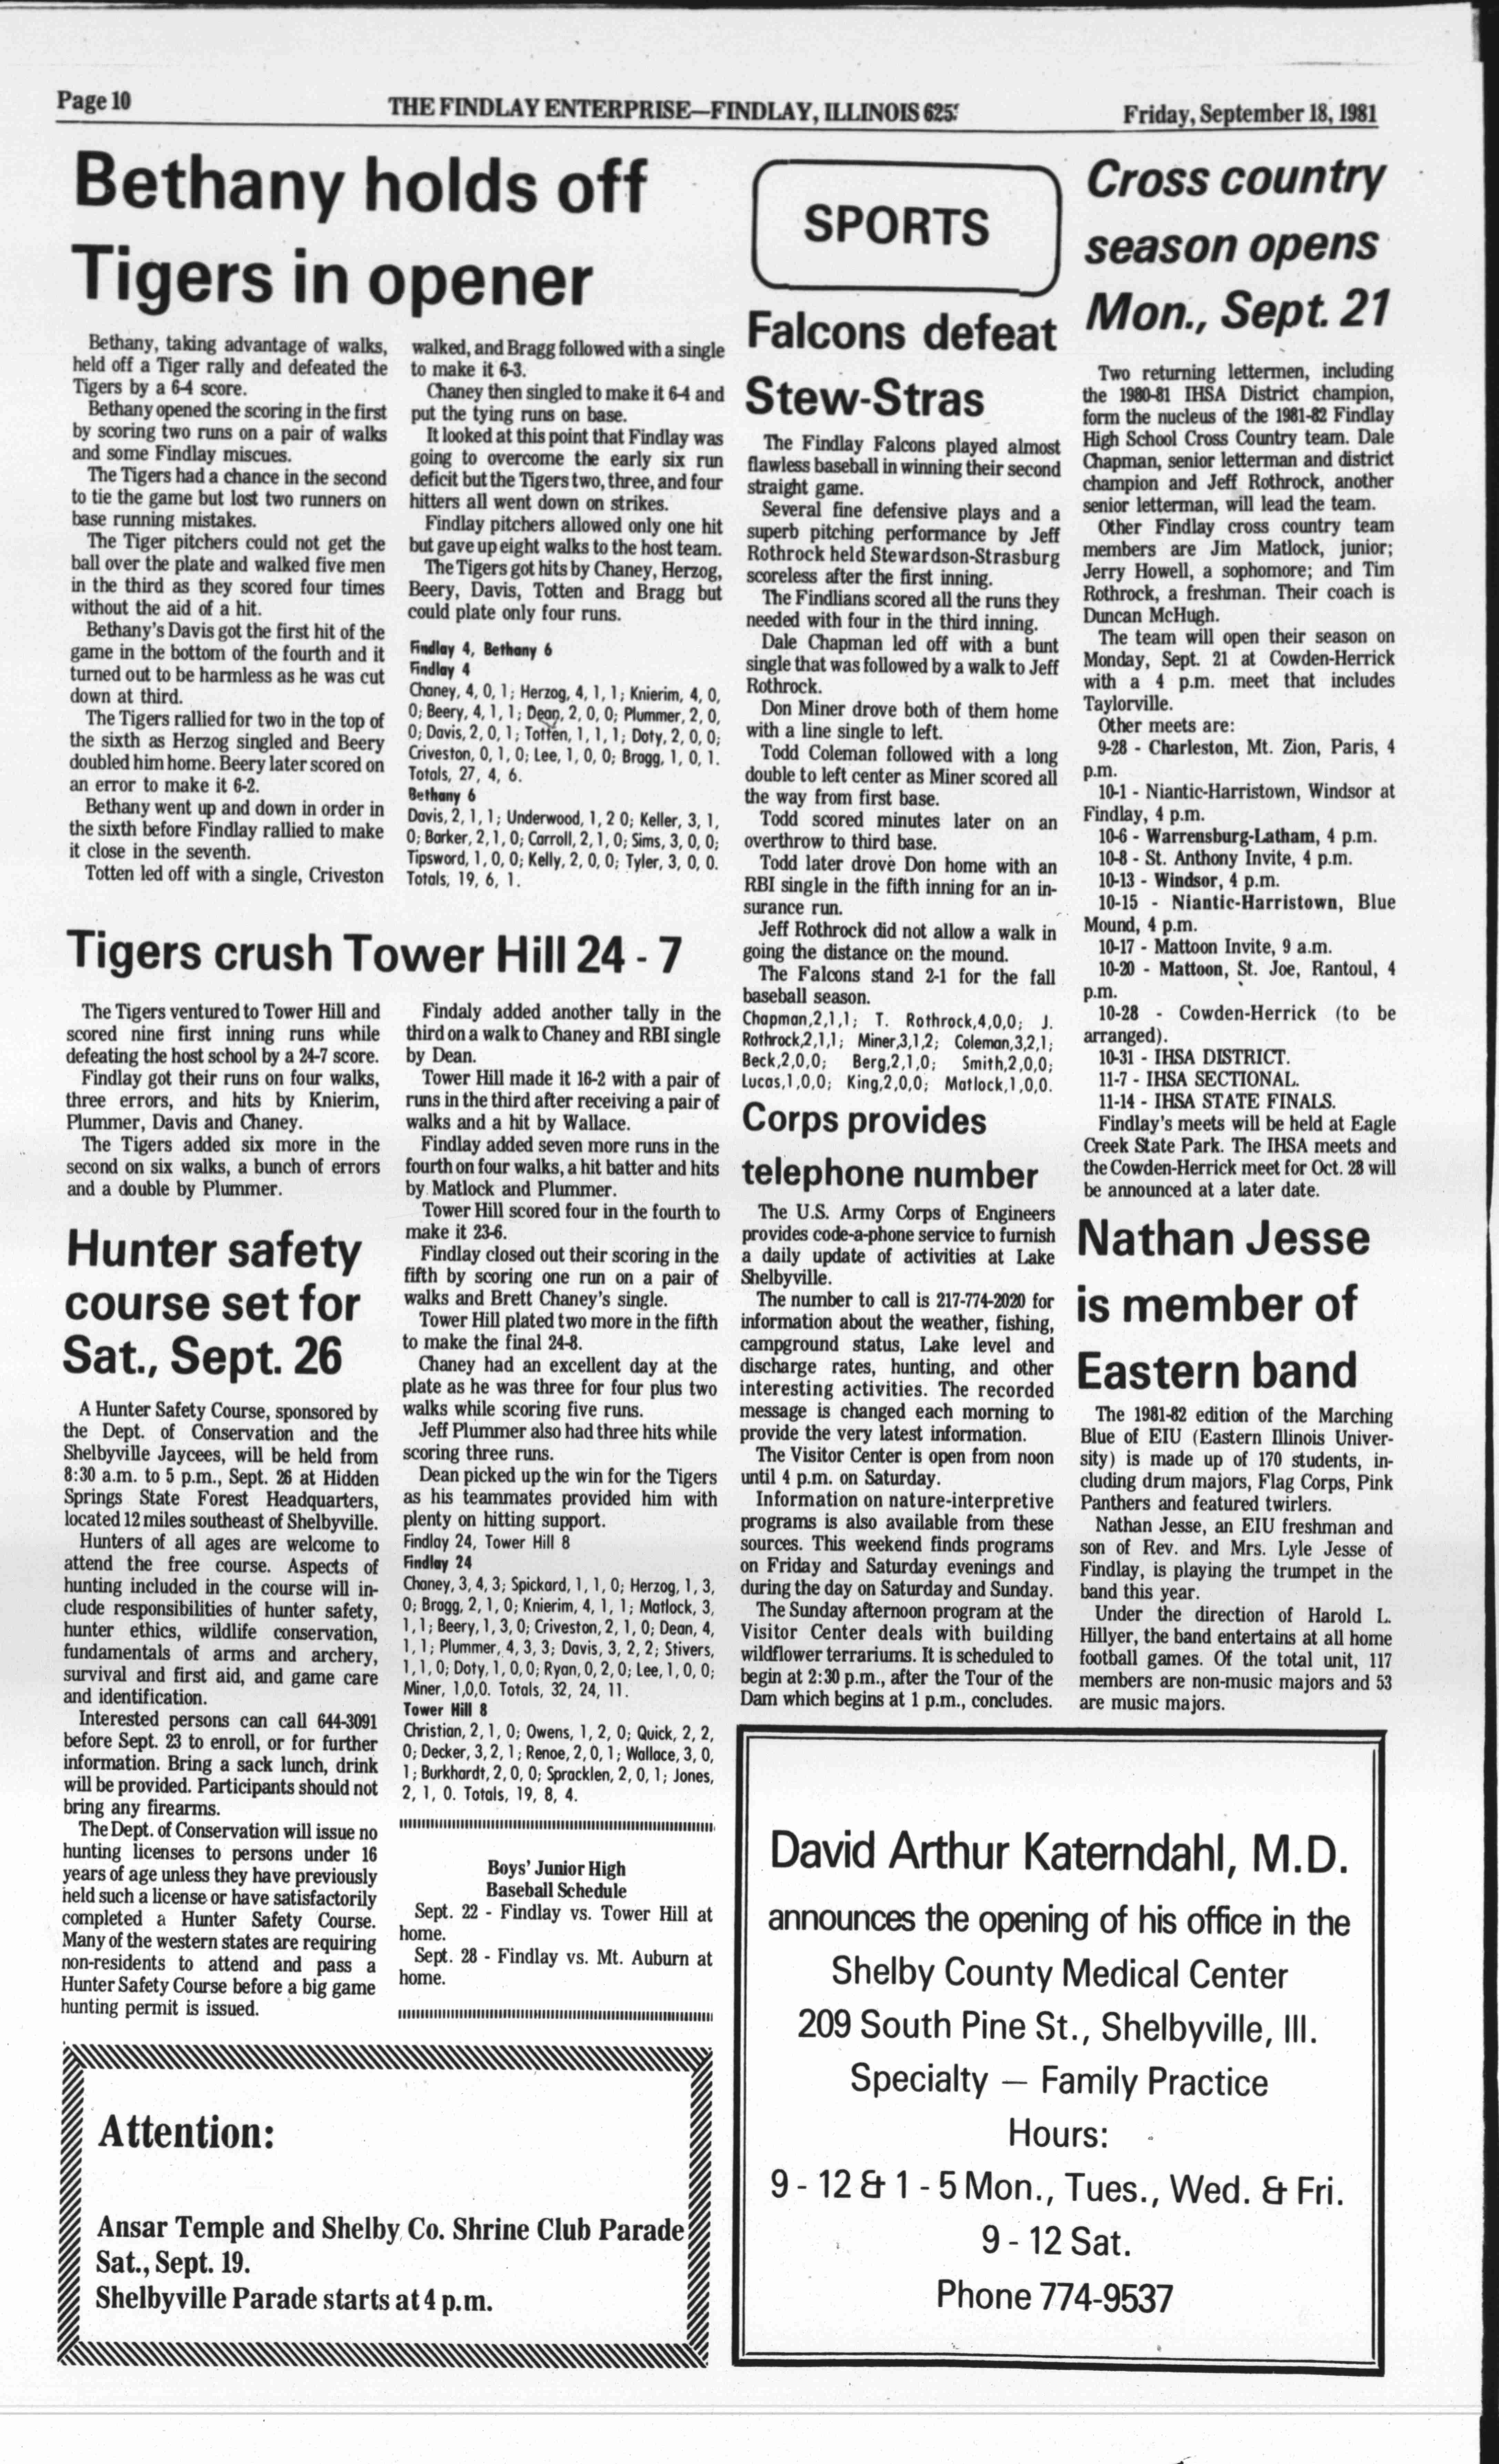 Page 10
THE FINDLAY ENTERPRISE—FINDLAY, ILLINOIS 625
Friday, September 18, 1981
Bethany holds off
Tigers in opener
Bethany, taking advantage of walks,
held off a Tiger rally and defeated the
Tigers by a 6-4 score.
Bethany opened the scoring in the first
by scoring two runs on a pair of walks
and some Findlay miscues.
The Tigers had a chance in the second
to tie the game but lost two runners on
base running mistakes.
The Tiger pitchers could not get the
ball over the plate and walked five men
in the third as they scored four times
without the aid of a hit.
Bethany's Davis got the first hit of the
game in the bottom of the fourth and it
turned out to be harmless as he was cut
down at third.
The Tigers rallied for two in the top of
the sixth as Herzog singled and Beery
doubled him home. Beery later scored on
an error to make it 6-2.
Bethany went up and down in order in
the sixth before Findlay rallied to make
it close in the seventh.
Totten led off with a single, Criveston
walked, and Bragg followed with a single
to make it 6-3.
Chaney then singled to make it 6-4 and
put the tying runs on base.
It looked at this point that Findlay was
going to overcome the early six run
deficit but the Tigers two, three, and four
hitters all went down on strikes.
Findlay pitchers allowed only one hit
but gave up eight walks to the host team.
The Tigers got hits by Chaney, Herzog,
Beery, Davis, Totten and Bragg but
could plate only four runs.
Findlay 4, Bethany 6
Findlay 4
Chaney, 4, 0, 1; Herzog, 4, 1, 1; Knierim, 4, 0,
0; Beery, 4, 1, 1; Dean, 2, 0, 0; Plummer, 2, 0,
0; Davis, 2, 0, 1; Totten, 1, 1, 1; Doty, 2, 0, 0;
Criveston, 0, 1, 0; Lee, 1, 0, 0; Bragg, 1, 0, 1.
Totals, 27, 4, 6.
Bethany 6
Davis, 2, 1, 1; Underwood, 1, 2 0; Keller, 3, 1,
0; Barker, 2, 1, 0; Carroll, 2, 1, 0; Sims, 3, 0, 0;
Tipsword, 1, 0, 0; Kelly, 2, 0, 0; Tyler, 3, 0, 0.
Totals, 19, 6, 1.
Tigers crush Tower Hill 24 - 7
The Tigers ventured to Tower Hill and
scored nine first inning runs while
defeating the host school by a 24-7 score.
Findlay got their runs on four walks,
three errors, and hits by Knierim,
Plummer, Davis and Chaney.
The Tigers added six more in the
second on six walks, a bunch of errors
and a double by Plummer.
Findaly added another tally in the
third on a walk to Chaney and RBI single
by Dean.
Tower Hill made it 16-2 with a pair of
runs in the third after receiving a pair of
walks and a hit by Wallace.
Findlay added seven more runs in the
fourth on four walks, a hit batter and hits
by Matlock and Plummer.
Tower Hill scored four in the fourth to
make it 23-6.
Findlay closed out their scoring in the
fifth by scoring one run on a pair of
walks and Brett Chaney's single.
Tower Hill plated two more in the fifth
to make the final 24-8.
Chaney had an excellent day at the
plate as he was three for four plus two
walks while scoring five runs.
Jeff Plummer also had three hits while
scoring three runs.
Dean picked up the win for the Tigers
as his teammates provided him with
plenty on hitting support.
Findlay 24, Tower Hill 8
Findlay 24
Chaney, 3, 4, 3; Spickard, 1, 1, 0; Herzog, 1, 3,
0; Bragg, 2, 1, 0; Knierim, 4, 1, 1; Matlock, 3,
1, 1; Beery, 1, 3, 0; Criveston, 2, 1, 0; Dean, 4,
1, 1; Plummer, 4, 3, 3; Davis, 3, 2, 2; Stivers,
1, 1, 0; Doty, 1, 0, 0; Ryan, 0, 2, 0; Lee, 1, 0, 0;
Miner, 1,0,0. Totals, 32, 24, 11.
Tower Hill 8
Christian, 2, 1, 0; Owens, 1, 2, 0; Quick, 2, 2,
0; Decker, 3, 2, 1; Renoe, 2, 0, 1; Wallace, 3, 0,
1; Burkhardt, 2, 0, 0; Spracklen, 2, 0, 1; Jones,
2, 1, 0. Totals, 19, 8, 4.
Boys' Junior High
Baseball Schedule
Sept. 22 - Findlay vs. Tower Hill at
home.
Sept. 28 - Findlay vs. Mt. Auburn at
home.
Hunter safety
course set for
Sat., Sept. 26
A Hunter Safety Course, sponsored by
the Dept. of Conservation and the
Shelbyville Jaycees, will be held from
8:30 a.m. to 5 p.m., Sept. 26 at Hidden
Springs State Forest Headquarters,
located 12 miles southeast of Shelbyville.
Hunters of all ages are welcome to
attend the free course. Aspects of
hunting included in the course will in-
clude responsibilities of hunter safety,
hunter ethics, wildlife conservation,
fundamentals of arms and archery,
survival and first aid, and game care
and identification.
Interested persons can call 644-3091
before Sept. 23 to enroll, or for further
information. Bring a sack lunch, drink
will be provided. Participants should not
bring any firearms.
The Dept. of Conservation will issue no
hunting licenses to persons under 16
years of age unless they have previously
held such a license or have satisfactorily
completed a Hunter Safety Course.
Many of the western states are requiring
non-residents to attend and pass a
Hunter Safety Course before a big game
hunting permit is issued.
Attention:
Ansar Temple and Shelby Co. Shrine Club Parade
Sat., Sept. 19.
Shelbyville Parade starts at 4 p.m.
SPORTS
Falcons defeat
Stew-Stras
The Findlay Falcons played almost
flawless baseball in winning their second
straight game.
Several fine defensive plays and a
superb pitching performance by Jeff
Rothrock held Stewardson-Strasburg
scoreless after the first inning.
The Findlians scored all the runs they
needed with four in the third inning.
Dale Chapman led off with a bunt
single that was followed by a walk to Jeff
Rothrock.
Don Miner drove both of them home
with a line single to left.
Todd Coleman followed with a long
double to left center as Miner scored all
the way from first base.
Todd scored minutes later on an
overthrow to third base.
Todd later drove Don home with an
RBI single in the fifth inning for an in-
surance run.
Jeff Rothrock did not allow a walk in
going the distance on the mound.
The Falcons stand 2-1 for the fall
baseball season.
Chapman,2,1,1; T. Rothrock,4,0,0; J.
Rothrock,2,1,1; Miner,3,1,2; Coleman,3,2,1;
Beck,2,0,0; Berg,2,1,0; Smith,2,0,0;
Lucas,1,0,0; King,2,0,0; Matlock,1,0,0.
Corps provides
telephone number
The U.S. Army Corps of Engineers
provides code-a-phone service to furnish
a daily update of activities at Lake
Shelbyville.
The number to call is 217-774-2020 for
information about the weather, fishing,
campground status, Lake level and
discharge rates, hunting, and other
interesting activities. The recorded
message is changed each morning to
provide the very latest information.
The Visitor Center is open from noon
until 4 p.m. on Saturday.
Information on nature-interpretive
programs is also available from these
sources. This weekend finds programs
on Friday and Saturday evenings and
during the day on Saturday and Sunday.
The Sunday afternoon program at the
Visitor Center deals with building
wildflower terrariums. It is scheduled to
begin at 2:30 p.m., after the Tour of the
Dam which begins at 1 p.m., concludes.
Cross country
season opens
Mon., Sept. 21
Two returning lettermen, including
the 1980-81 IHSA District champion,
form the nucleus of the 1981-82 Findlay
High School Cross Country team. Dale
Chapman, senior letterman and district
champion and Jeff Rothrock, another
senior letterman, will lead the team.
Other Findlay cross country team
members are Jim Matlock, junior;
Jerry Howell, a sophomore; and Tim
Rothrock, a freshman. Their coach is
Duncan McHugh.
The team will open their season on
Monday, Sept. 21 at Cowden-Herrick
with a 4 p.m. meet that includes
Taylorville.
Other meets are:
9-28 - Charleston, Mt. Zion, Paris, 4
p.m.
10-1 - Niantic-Harristown, Windsor at
Findlay, 4 p.m.
10-6 - Warrensburg-Latham, 4 p.m.
10-8 - St. Anthony Invite, 4 p.m.
10-13 - Windsor, 4 p.m.
10-15 - Niantic-Harristown, Blue
Mound, 4 p.m.
10-17 - Mattoon Invite, 9 a.m.
10-20 - Mattoon, St. Joe, Rantoul, 4
p.m.
10-28 - Cowden-Herrick (to be
arranged).
10-31 - IHSA DISTRICT.
11-7 - IHSA SECTIONAL.
11-14 - IHSA STATE FINALS.
Findlay's meets will be held at Eagle
Creek State Park. The IHSA meets and
the Cowden-Herrick meet for Oct. 28 will
be announced at a later date.
Nathan Jesse
is member of
Eastern band
The 1981-82 edition of the Marching
Blue of EIU (Eastern Illinois Univer-
sity) is made up of 170 students, in-
cluding drum majors, Flag Corps, Pink
Panthers and featured twirlers.
Nathan Jesse, an EIU freshman and
son of Rev. and Mrs. Lyle Jesse of
Findlay, is playing the trumpet in the
band this year.
Under the direction of Harold L.
Hillyer, the band entertains at all home
football games. Of the total unit, 117
members are non-music majors and 53
are music majors.
David Arthur Katerndahl, M.D.
announces the opening of his office in the
Shelby County Medical Center
209 South Pine St., Shelbyville, Ill.
Specialty — Family Practice
Hours:
9 - 12 & 1 - 5 Mon., Tues., Wed. & Fri.
9 - 12 Sat.
Phone 774-9537